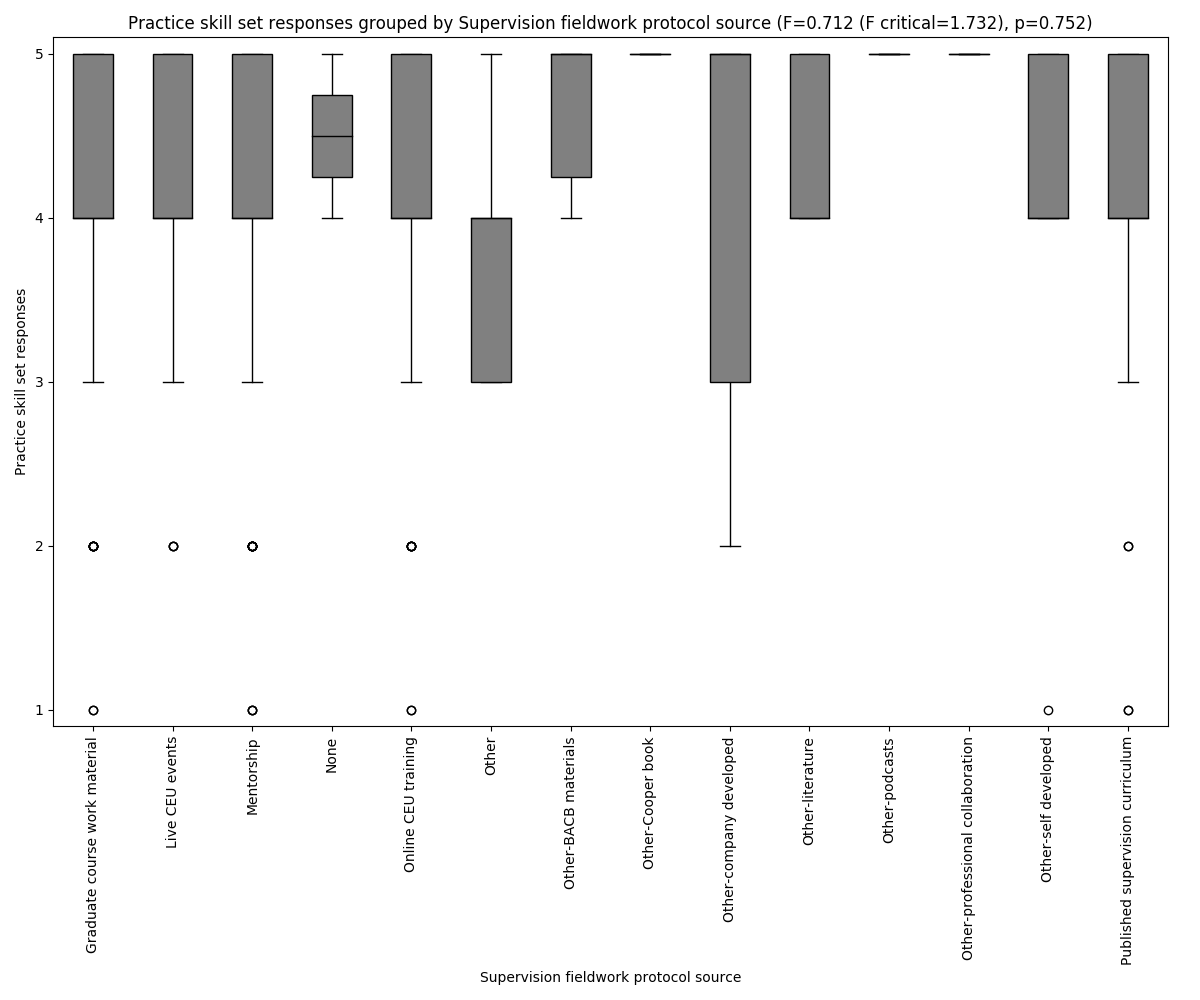 Practice skill set responses grouped by Supervision fieldwork protocol source (F=0.712 (F critical=1.732), p=0.752)
Practice skill set responses
5
4
3
2
1
Graduate course work material
Live CEU events
Mentorship
None
Online CEU training
Other
Other-BACB materials
Other-Cooper book
Other-company developed
Other-literature
Other-podcasts
Other-professional collaboration
Other-self developed
Published supervision curriculum
Supervision fieldwork protocol source